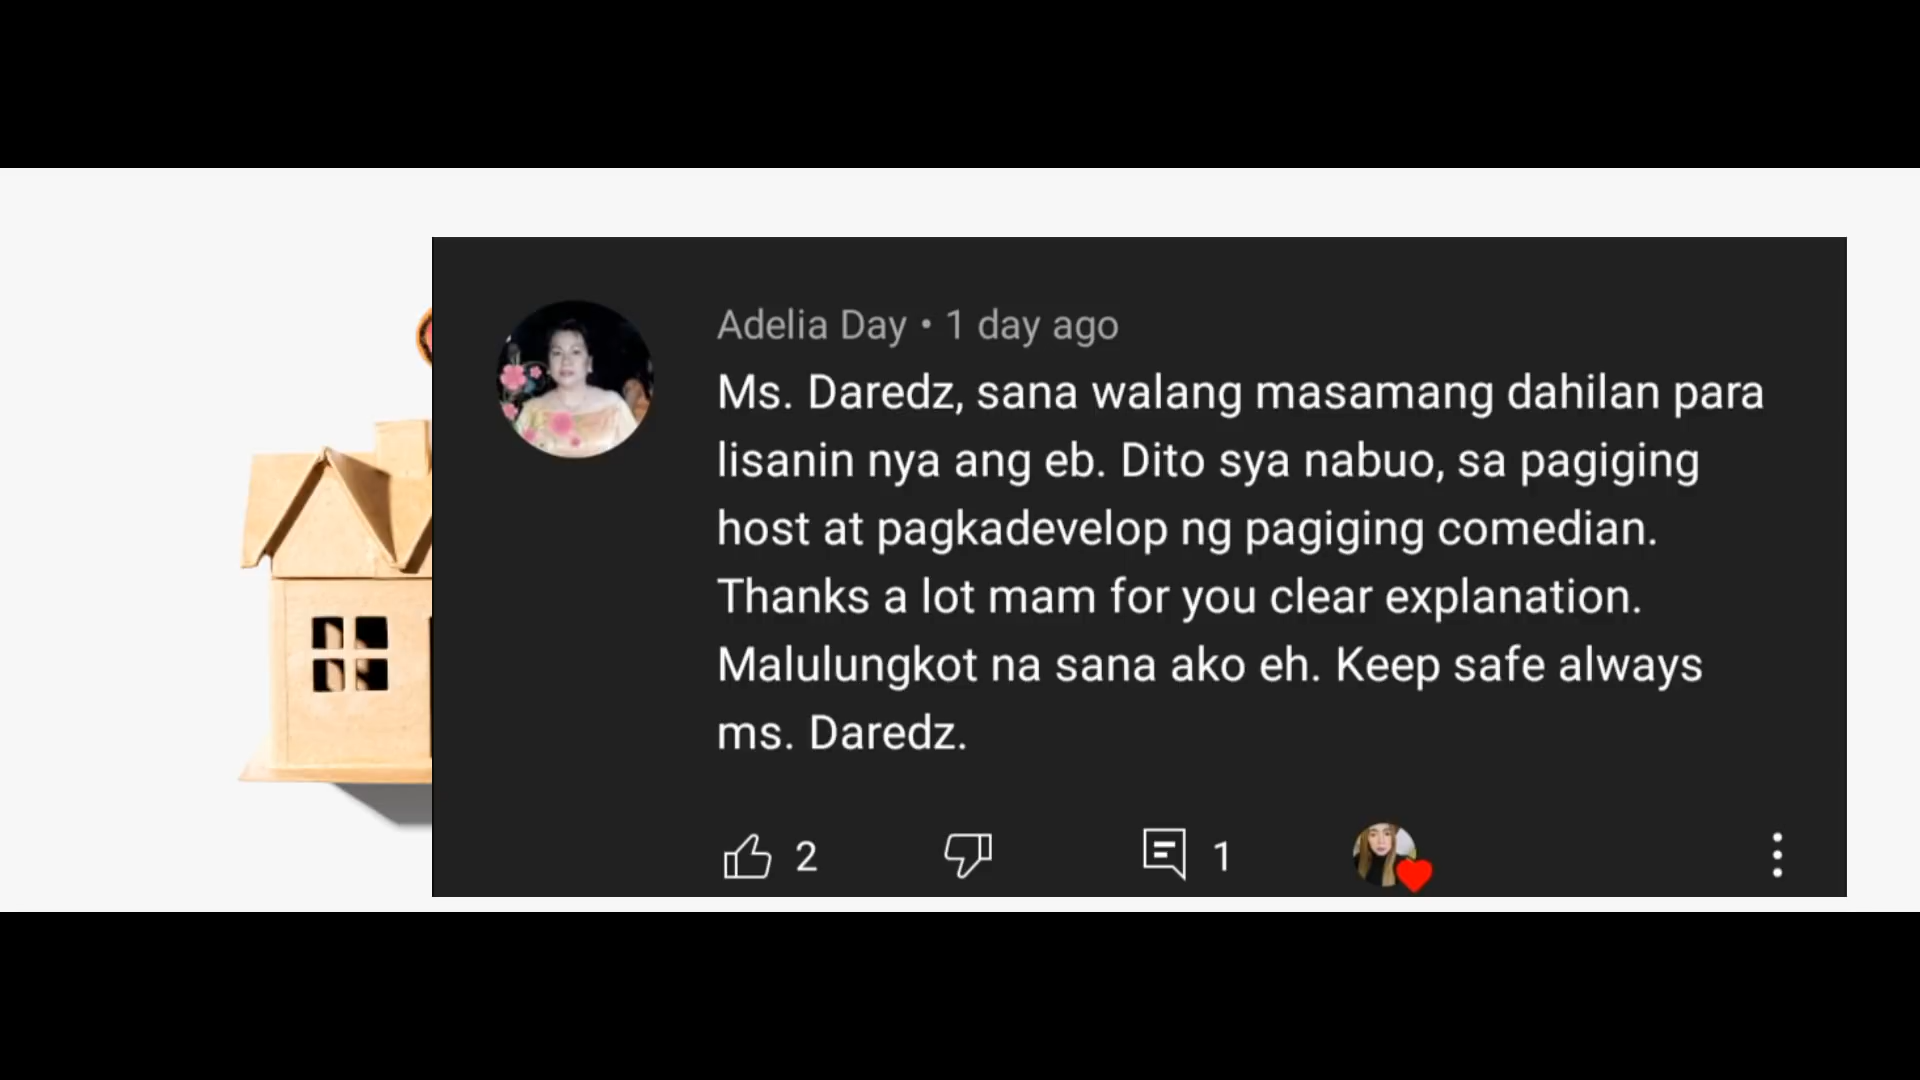 Adelia Day • 1 day ago
Ms. Daredz, sana walang masamang dahilan para
lisanin nya ang eb. Dito sya nabuo, sa pagiging
host at pagkadevelop ng pagiging comedian.
Thanks a lot mam for you clear explanation.
Malulungkot na sana ako eh. Keep safe always
ms. Daredz.
2
1